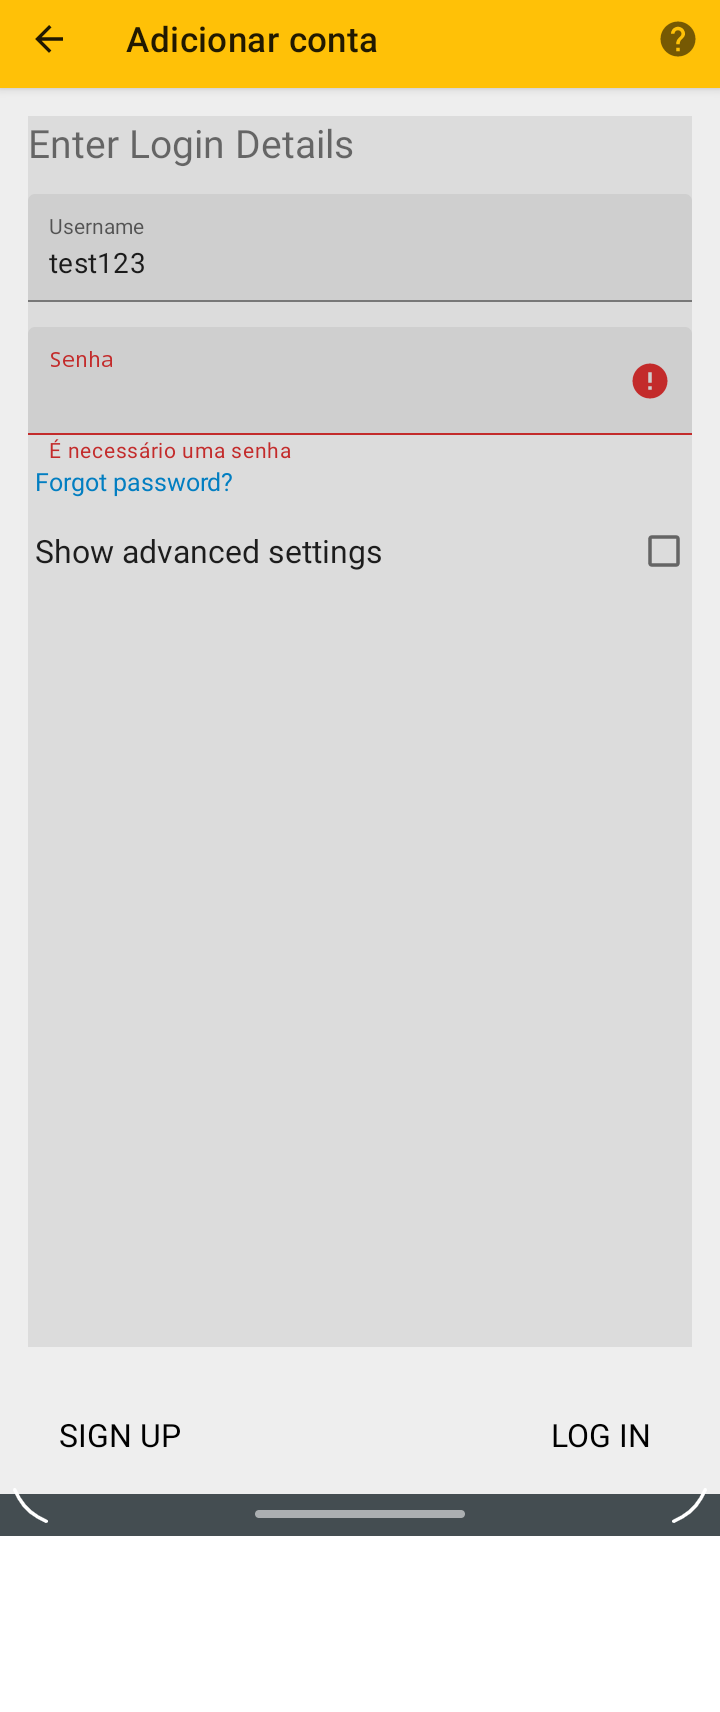 Adicionar conta
Enter Login Details
Username
test123
Senha
É necessário uma senha
Forgot password?
Show advanced settings
SIGN UP
LOG IN